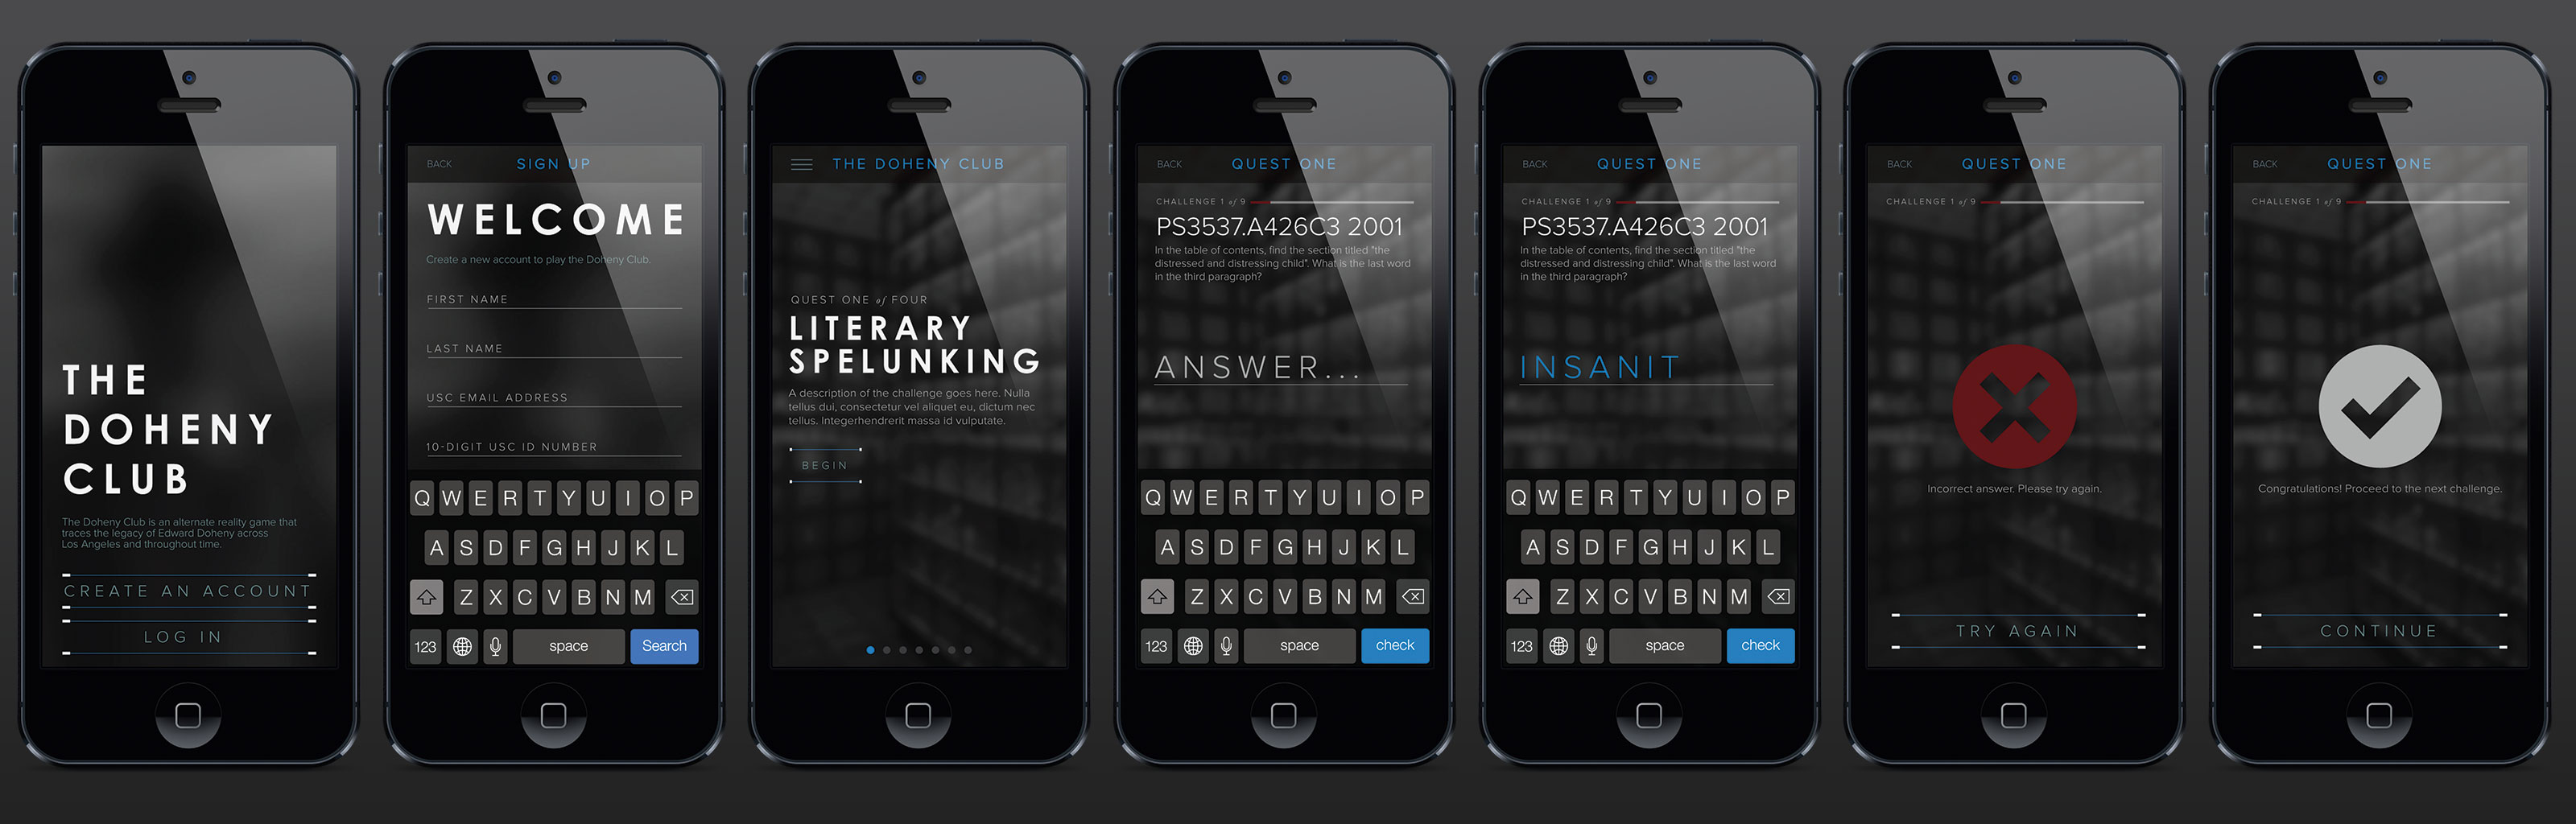 THE
DOHENY
CLUB
The Doheny Club is an alternate reality game that
traces the legacy of Edward Doheny across
Los Angeles and throughout time.
CREATE AN ACCOUNT
LOG IN
BACK
SIGN UP
WELCOME
Create a new account to play the Doheny Club.
FIRST NAME
LAST NAME
USC EMAIL ADDRESS
10-DIGIT USC ID NUMBER
Q W E R T Y U I O P
A S D F G H J K L
Z X C V B N M
123 space Search
THE DOHENY CLUB
QUEST ONE of FOUR
LITERARY
SPELUNKING
A description of the challenge goes here. Nulla
tellus dui, consectetur vel aliquet eu, dictum nec
tellus. Integerhendrerit massa id vulputate.
BEGIN
BACK
QUEST ONE
CHALLENGE 1 of 9
PS3537.A426C3 2001
In the table of contents, find the section titled "the
distressed and distressing child". What is the last word
in the third paragraph?
ANSWER...
Q W E R T Y U I O P
A S D F G H J K L
Z X C V B N M
123 space check
BACK
QUEST ONE
CHALLENGE 1 of 9
PS3537.A426C3 2001
In the table of contents, find the section titled "the
distressed and distressing child". What is the last word
in the third paragraph?
INSANIT
Q W E R T Y U I O P
A S D F G H J K L
Z X C V B N M
123 space check
BACK
QUEST ONE
CHALLENGE 1 of 9
Incorrect answer. Please try again.
TRY AGAIN
BACK
QUEST ONE
CHALLENGE 1 of 9
Congratulations! Proceed to the next challenge.
CONTINUE